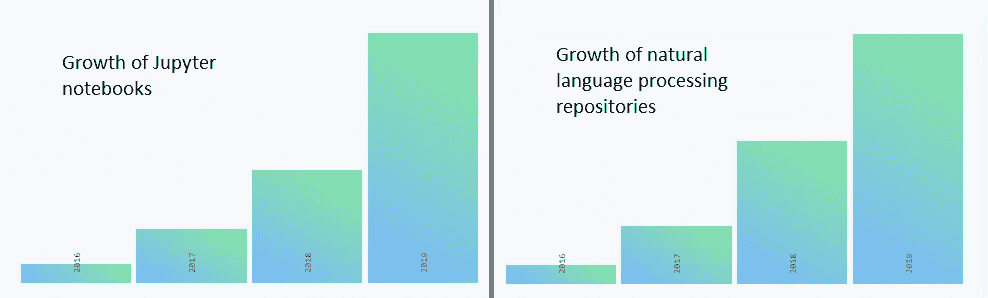 Growth of Jupyter
notebooks
2016
2017
2018
2019
Growth of natural
language processing
repositories
2016
2017
2018
2019